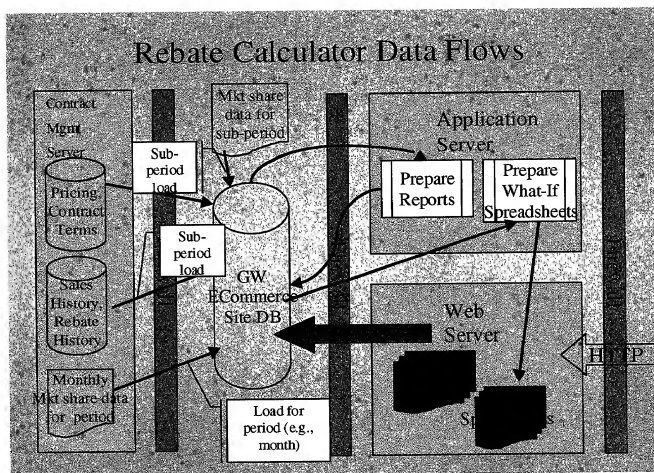 Rebate Calculator Data Flows
Contract
Mgmt
Server
Pricing
Contract
Terms
Sales
History,
Rebate
History
Monthly
Mkt share data
for period
Sub-
period
load
Sub-
period
load
Mkt share
data for
sub-period
GW
ECommerce
Site DB
Load for
period (e.g.,
month)
Application
Server
Prepare
Reports
Prepare
What-If
Spreadsheets
Web
Server
HTTP